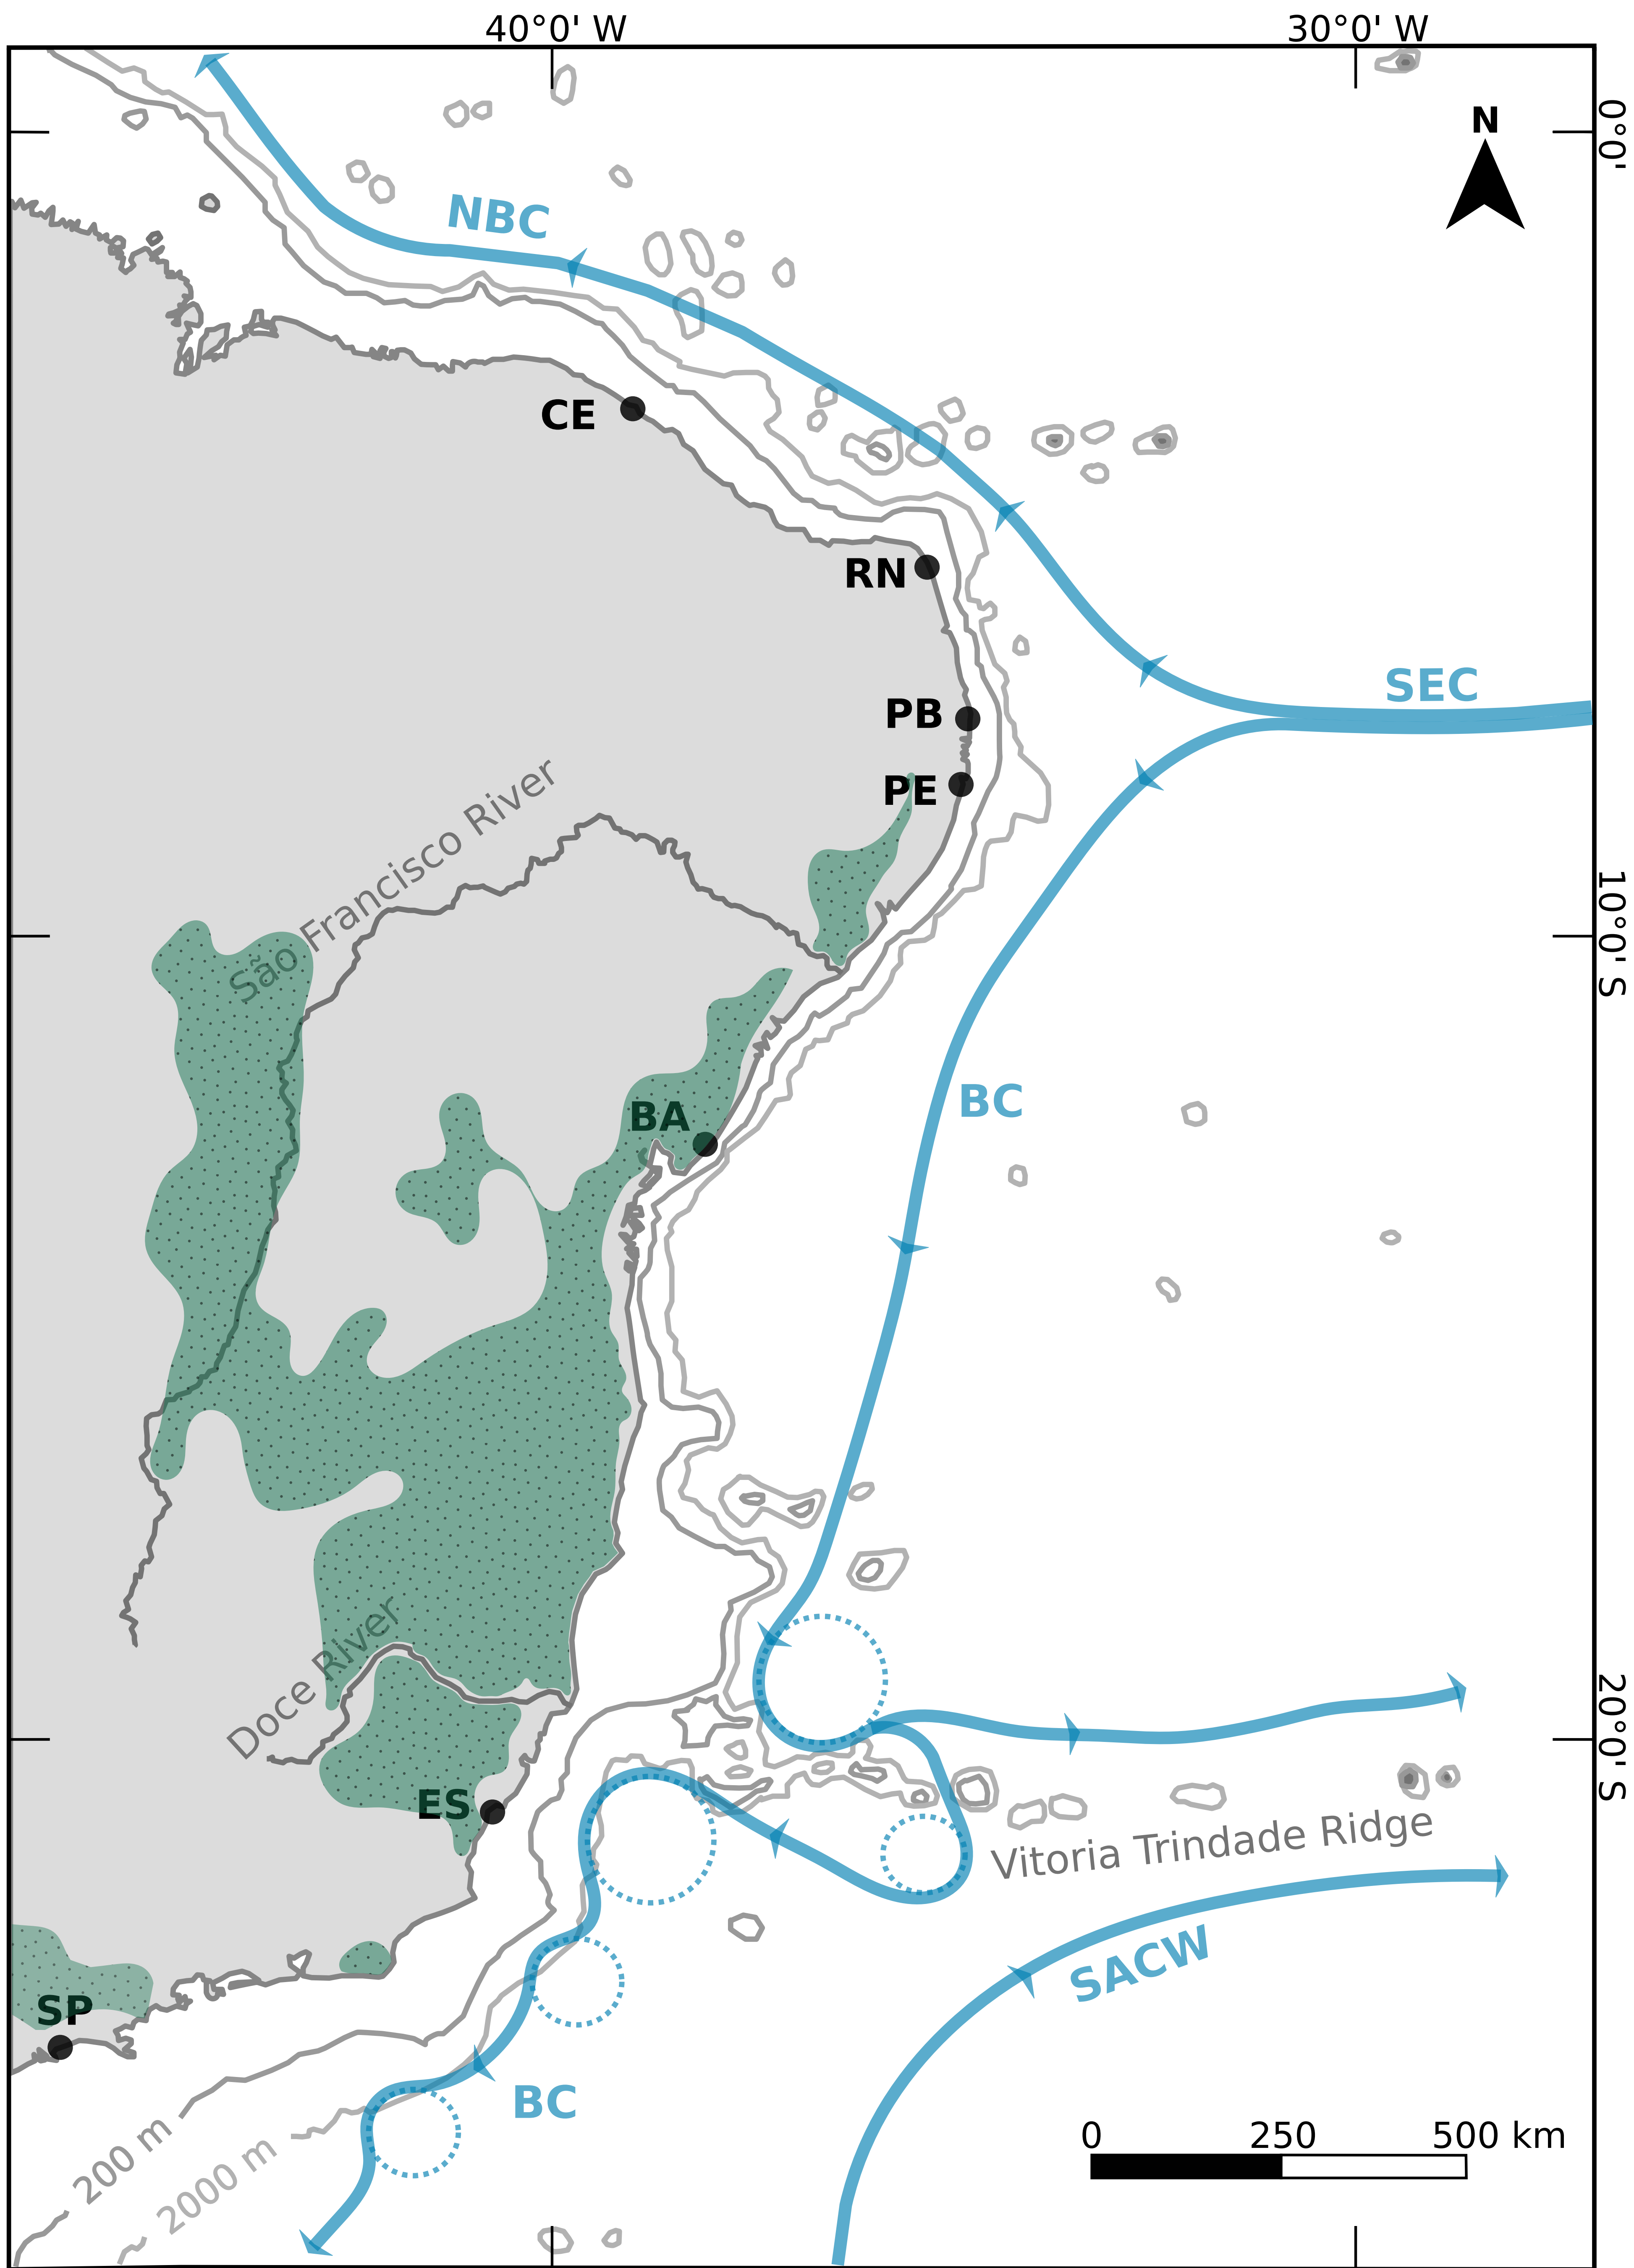 40°0' W
30°0' W
0°0'
N
NBC
CE
RN
SEC
PB
PE
São Francisco River
10°0' S
BC
BA
Doce River
20°0' S
ES
Vitoria Trindade Ridge
SACW
SP
BC
0 250 500 km
200 m
2000 m